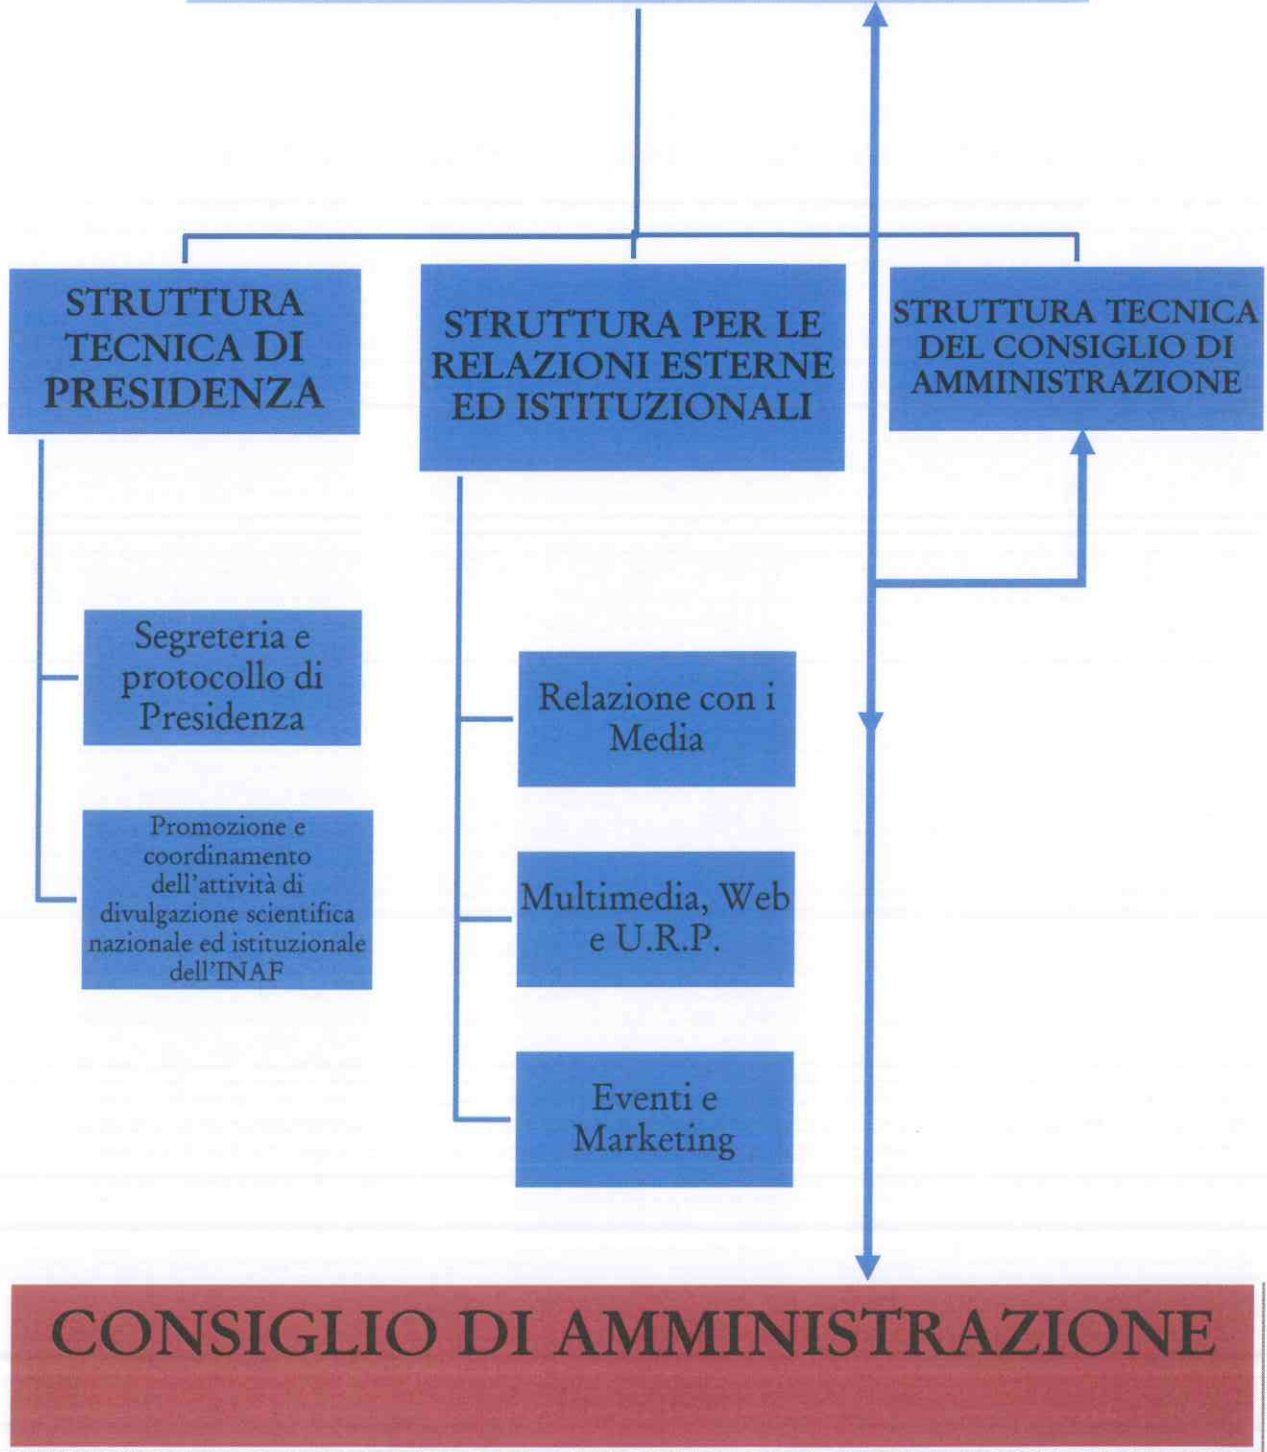 STRUTTURA
TECNICA DI
PRESIDENZA
STRUTTURA PER LE
RELAZIONI ESTERNE
ED ISTITUZIONALI
STRUTTURA TECNICA
DEL CONSIGLIO DI
AMMINISTRAZIONE
Segreteria e
protocollo di
Presidenza
Promozione e
coordinamento
dell'attività di
divulgazione scientifica
nazionale ed istituzionale
dell'INAF
Relazione con i
Media
Multimedia, Web
e U.R.P.
Eventi e
Marketing
CONSIGLIO DI AMMINISTRAZIONE